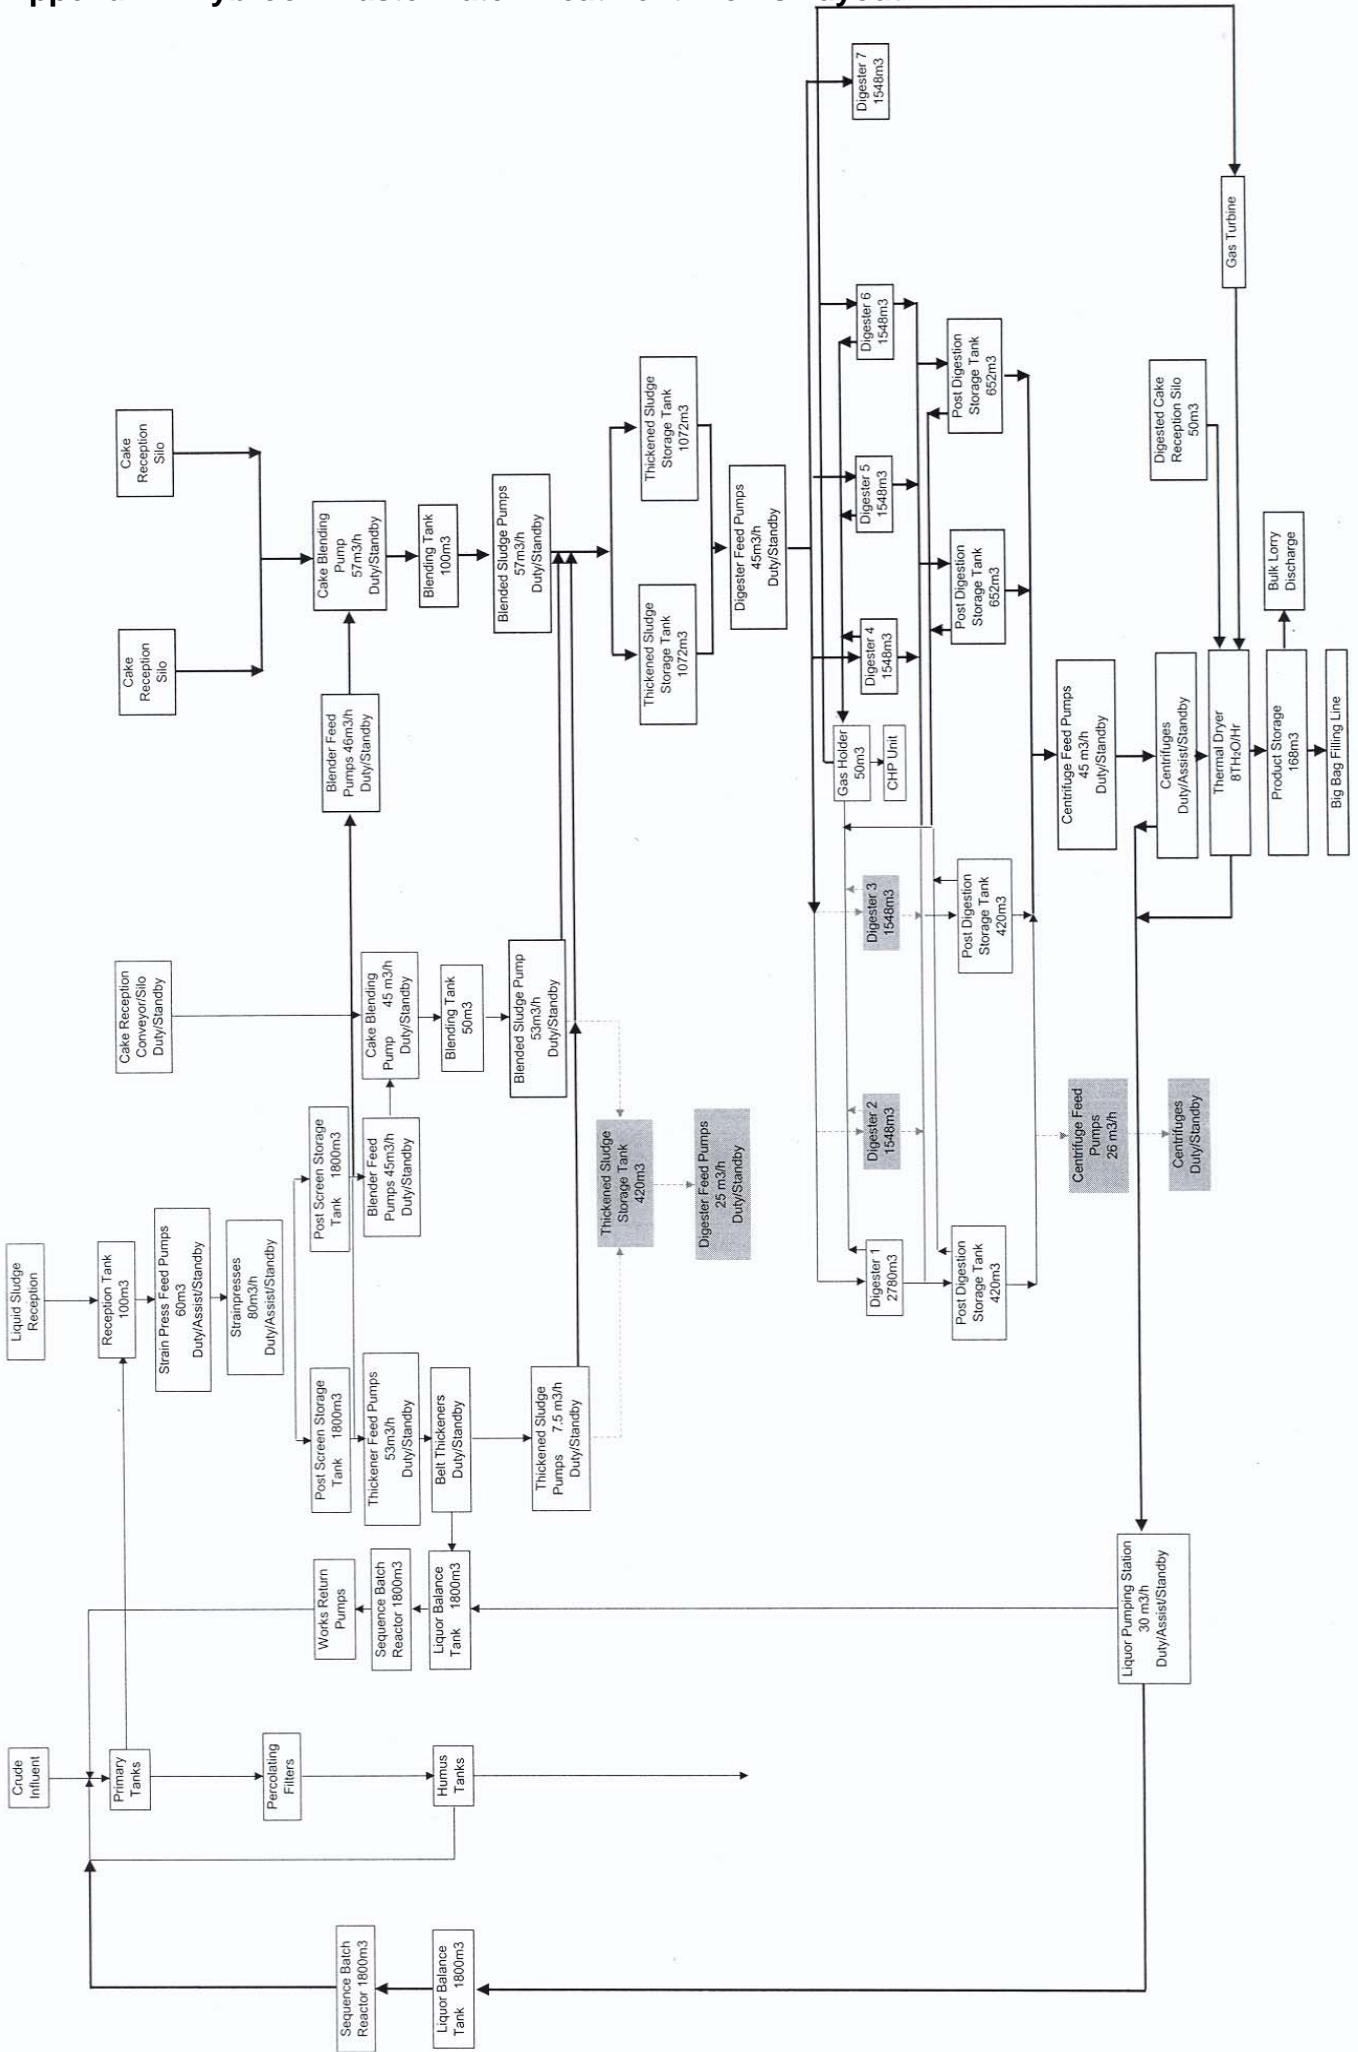 Waste Water Treatment Works Layout
Crude
Influent
Liquid Sludge
Reception
Primary
Tanks
Reception Tank
100m3
Cake Reception
Conveyor/Silo
Duty/Standby
Cake
Reception
Silo
Cake
Reception
Silo
Strain Press Feed Pumps
60m3
Duty/Assist/Standby
Strainpresses
80m3/h
Duty/Assist/Standby
Percolating
Filters
Works Return
Pumps
Post Screen Storage
Tank 1800m3
Post Screen Storage
Tank 1800m3
Blender Feed
Pumps 46m3/h
Duty/Standby
Cake Blending
Pump
57m3/h
Duty/Standby
Sequence Batch
Reactor 1800m3
Sequence Batch
Reactor 1800m3
Thickener Feed Pumps
53m3/h
Duty/Standby
Blender Feed
Pumps 45m3/h
Duty/Standby
Cake Blending
Pump 45 m3/h
Duty/Standby
Blending Tank
100m3
Liquor Balance
Tank 1800m3
Humus
Tanks
Liquor Balance
Tank 1800m3
Belt Thickeners
Duty/Standby
Blending Tank
50m3
Blended Sludge Pumps
57m3/h
Duty/Standby
Thickened Sludge
Pumps 7.5 m3/h
Duty/Standby
Blended Sludge Pump
53m3/h
Duty/Standby
Thickened Sludge
Storage Tank
420m3
Thickened Sludge
Storage Tank
1072m3
Thickened Sludge
Storage Tank
1072m3
Digester Feed Pumps
25 m3/h
Duty/Standby
Digester Feed Pumps
45m3/h
Duty/Standby
Digester 1
2780m3
Digester 2
1548m3
Digester 3
1548m3
Gas Holder
50m3
CHP Unit
Digester 4
1548m3
Digester 5
1548m3
Digester 6
1548m3
Digester 7
1548m3
Post Digestion
Storage Tank
420m3
Post Digestion
Storage Tank
420m3
Post Digestion
Storage Tank
652m3
Post Digestion
Storage Tank
652m3
Centrifuge Feed
Pumps
26 m3/h
Centrifuge Feed Pumps
45 m3/h
Duty/Standby
Liquor Pumping Station
30 m3/h
Duty/Assist/Standby
Centrifuges
Duty/Standby
Centrifuges
Duty/Assist/Standby
Digested Cake
Reception Silo
50m3
Thermal Dryer
8TH₂O/Hr
Gas Turbine
Product Storage
168m3
Bulk Lorry
Discharge
Big Bag Filling Line